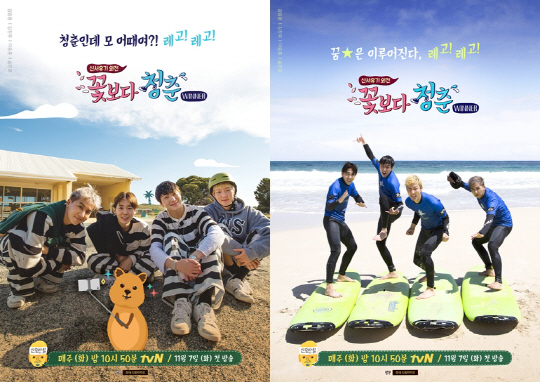 청춘인데 모 어때여?! 레고! 레고!
신서유기 외전
꽃보다 청춘
WINNER
매주 (화) 밤 10시 50분 tvN / 11월 7일 (화) 첫 방송
꿈★은 이루어진다, 레고! 레고!
신서유기 외전
꽃보다 청춘
WINNER
매주 (화) 밤 10시 50분 tvN / 11월 7일 (화) 첫 방송